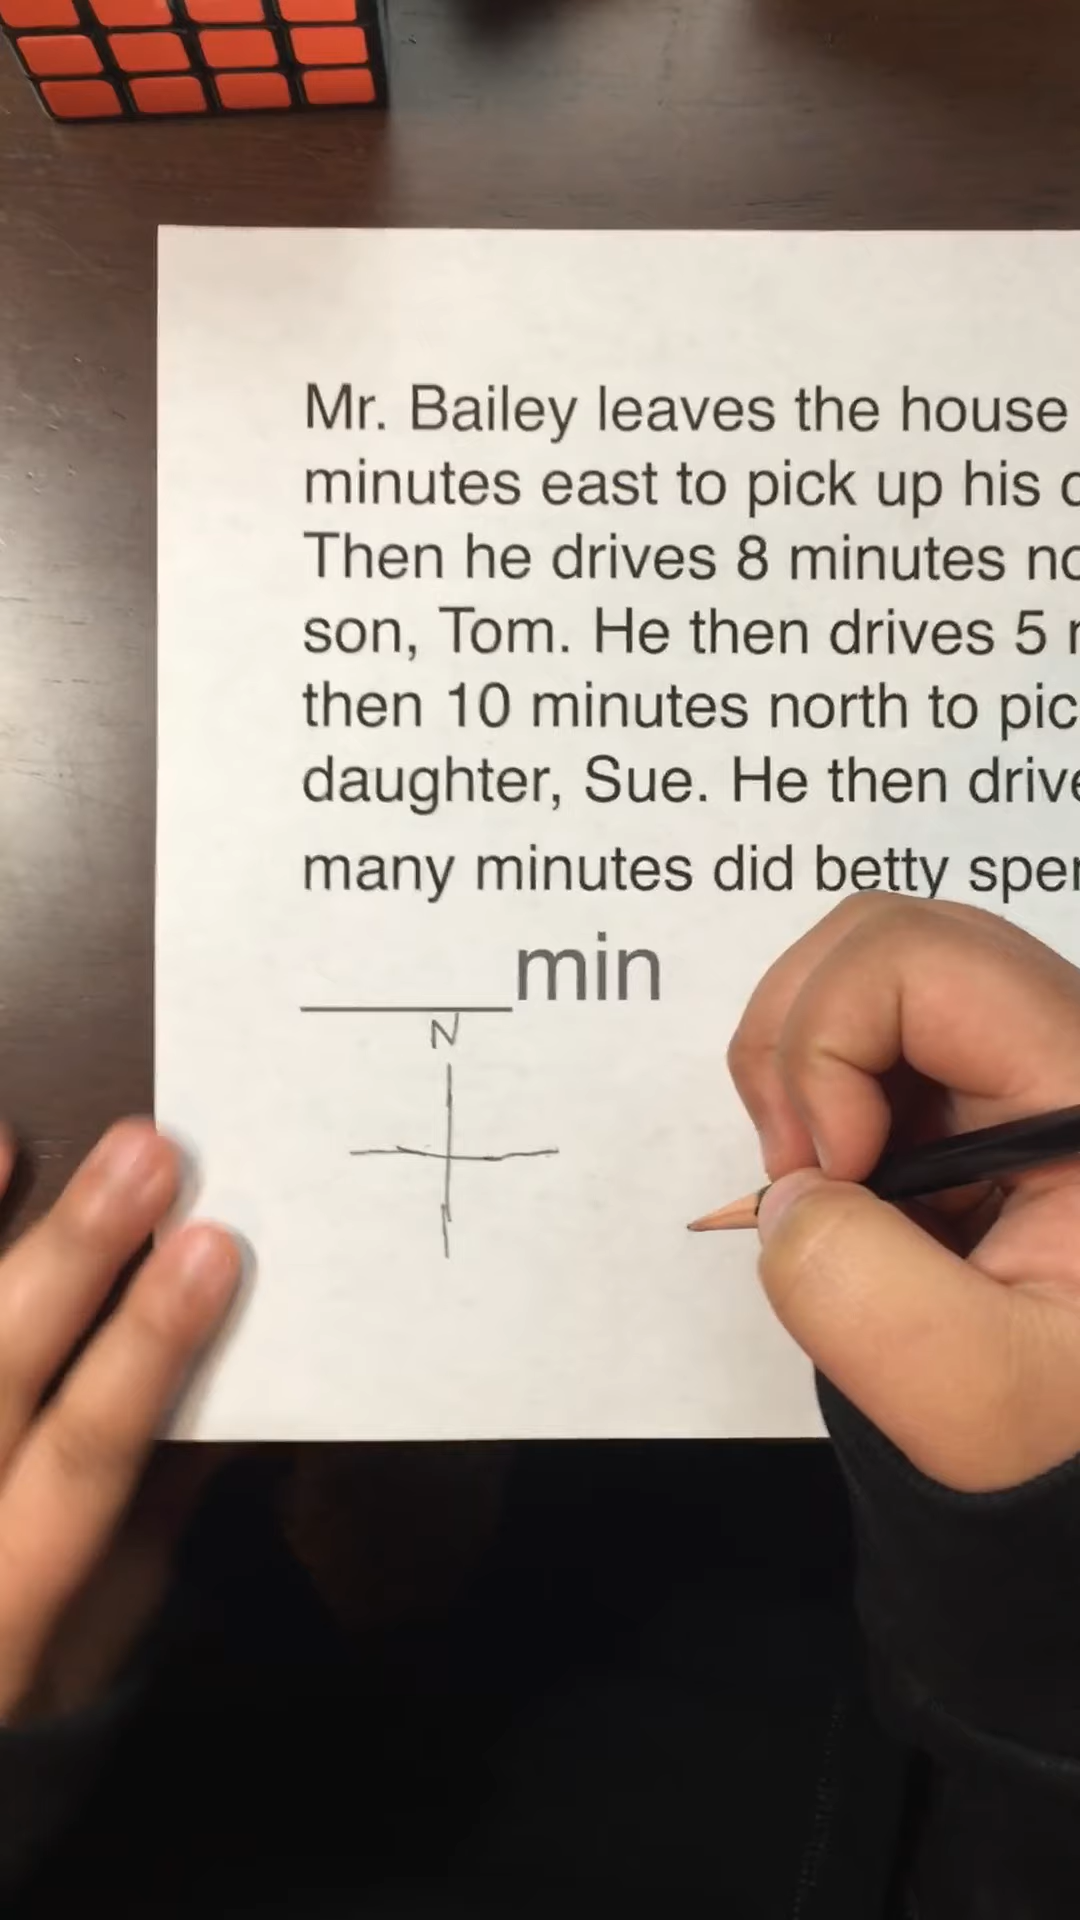 Mr. Bailey leaves the house
minutes east to pick up his
Then he drives 8 minutes
son, Tom. He then drives 5
then 10 minutes north to
daughter, Sue. He then
many minutes did betty
min
N